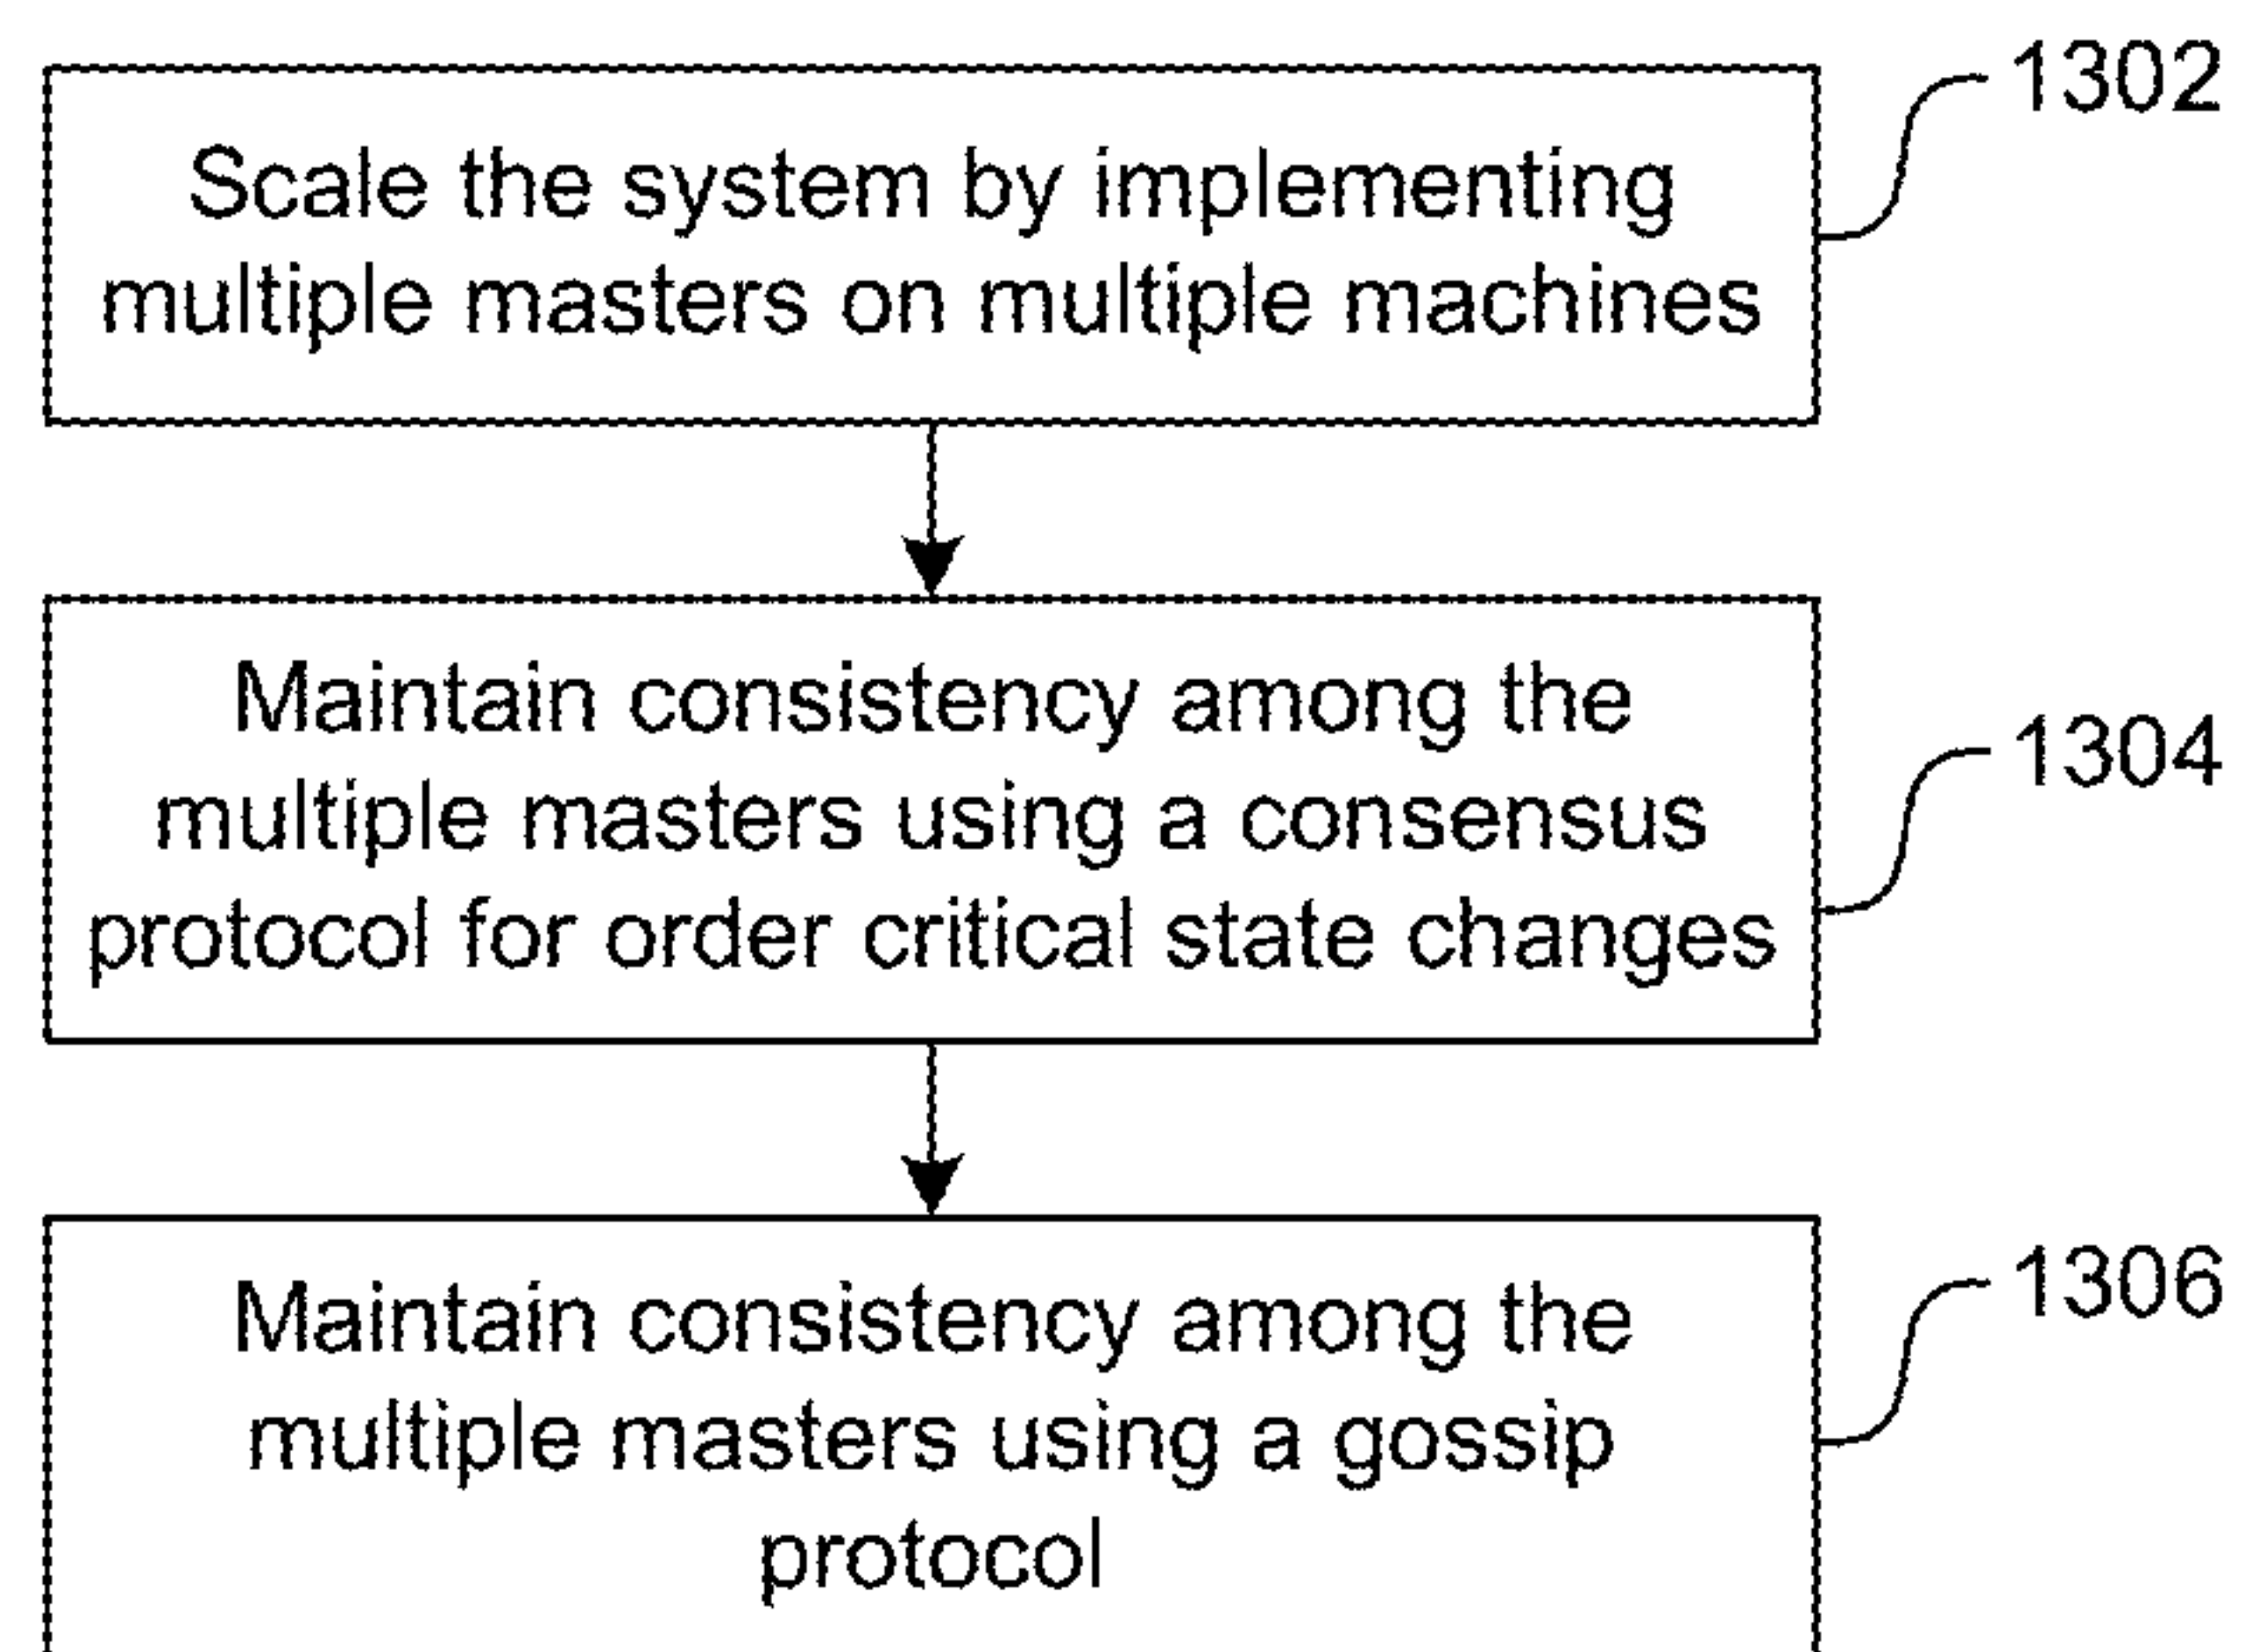 1302
Scale the system by implementing
multiple masters on multiple machines
Maintain consistency among the
1304
multiple masters using a consensus
protocol for order critical state changes
Maintain consistency among the
1306
multiple masters using a gossip
protocol